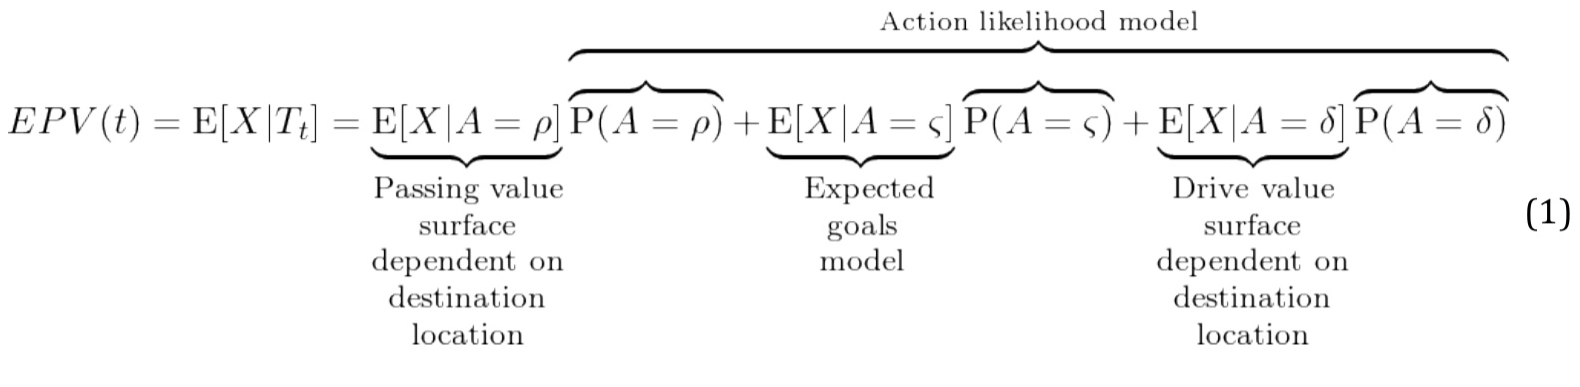 Action likelihood model
EPV(t) = E[X|Tₜ] = E[X|A = ρ] P(A = ρ) + E[X|A = ς] P(A = ς) + E[X|A = δ] P(A = δ)
Passing value
surface
dependent on
destination
location
Expected
goals
model
Drive value
surface
dependent on
destination
location
(1)